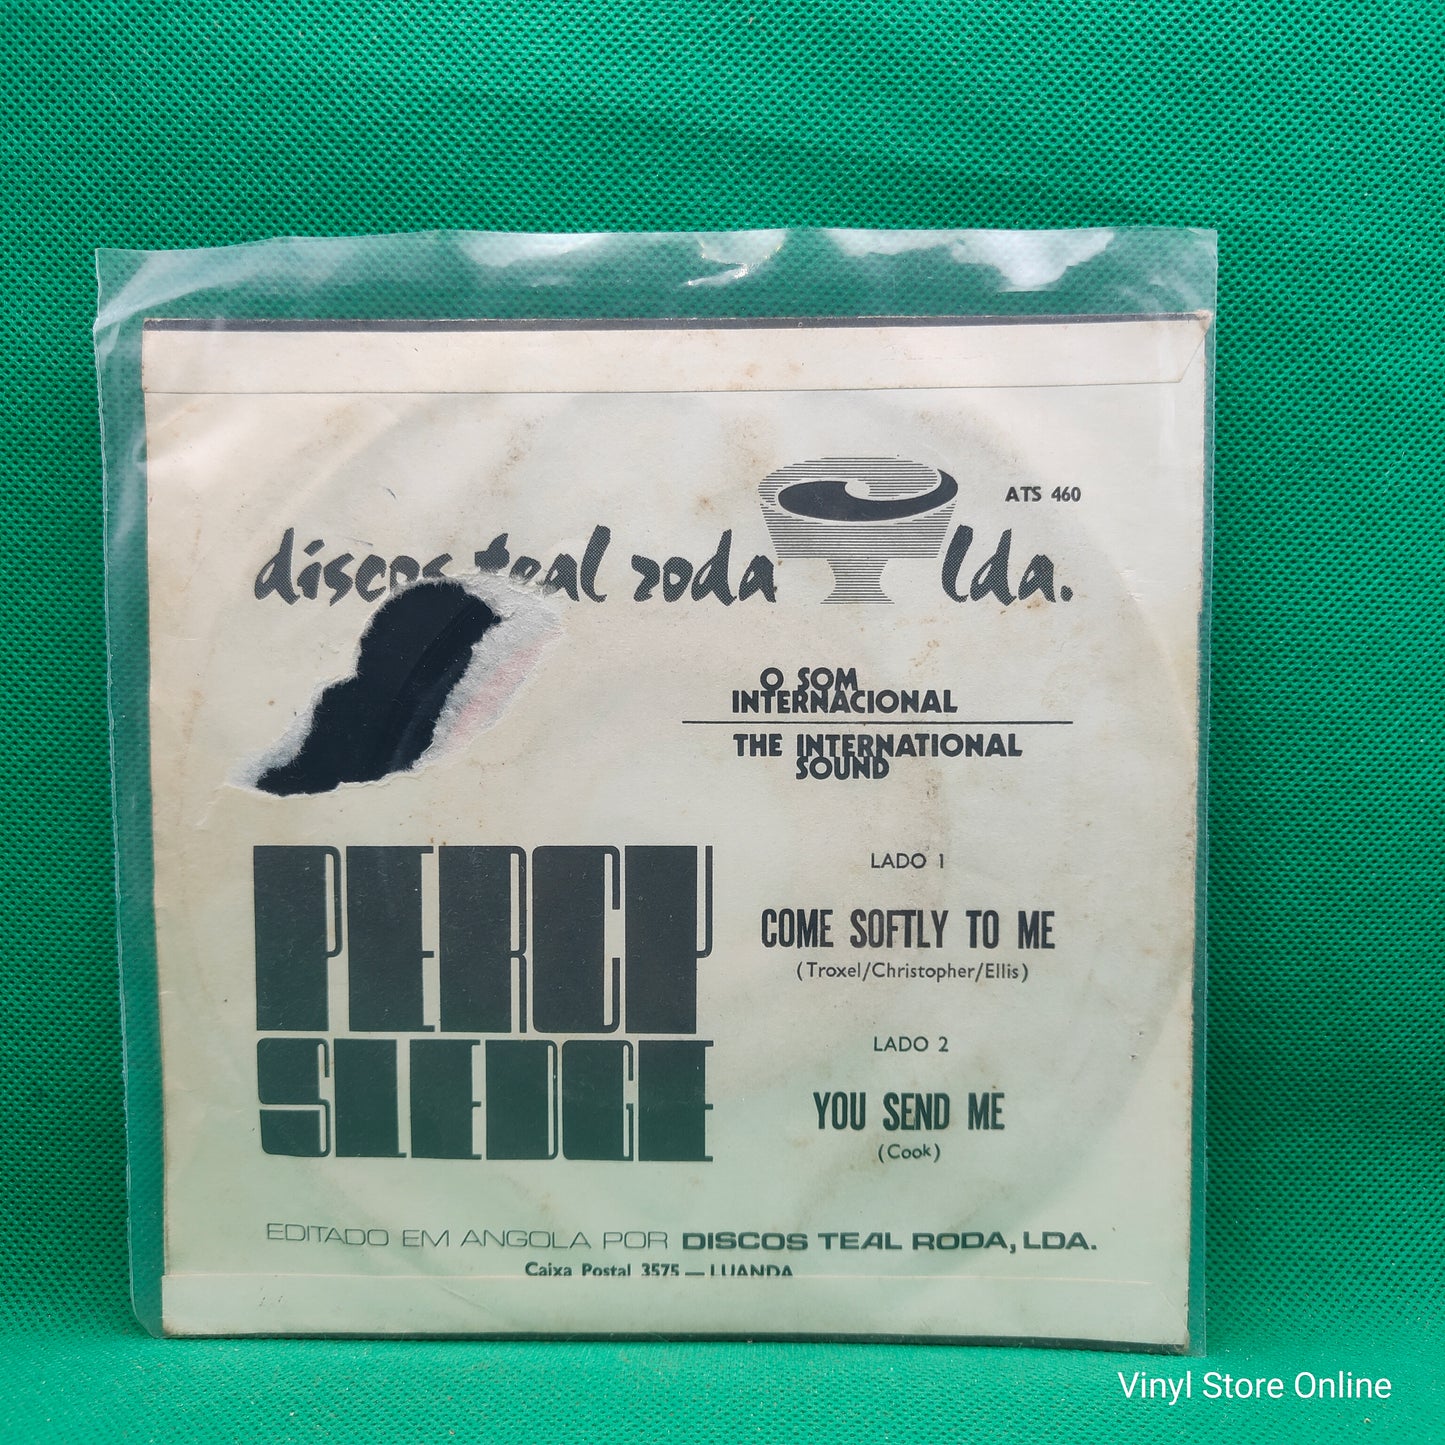 ATS 460
discos teal roda lda.
O SOM
INTERNACIONAL
THE INTERNATIONAL
SOUND
PERCY
SLEDGE
LADO 1
COME SOFTLY TO ME
(Troxel/Christopher/Ellis)
LADO 2
YOU SEND ME
(Cook)
EDITADO EM ANGOLA POR DISCOS TEAL RODA, LDA.
Caixa Postal 3575 — LUANDA
Vinyl Store Online